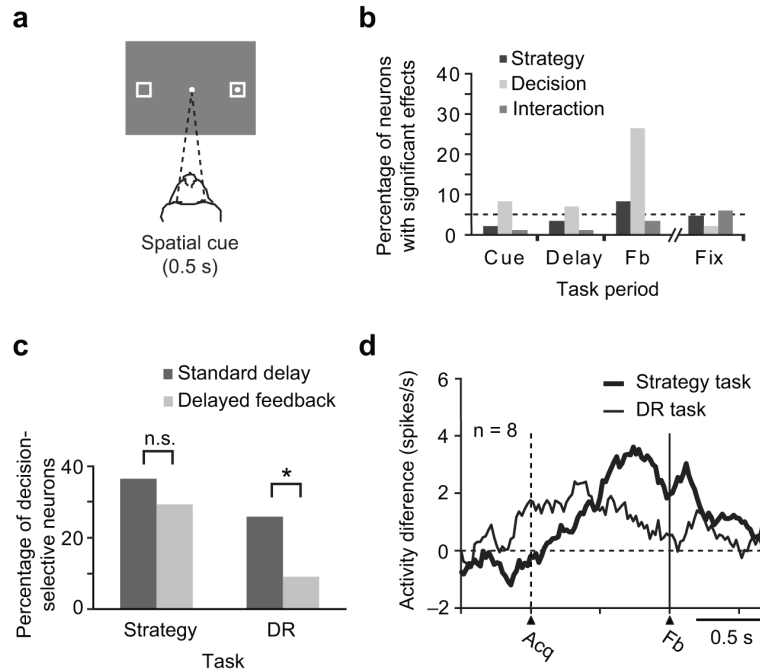 a
Spatial cue
(0.5 s)
b
Strategy
Decision
Interaction
Percentage of neurons
with significant effects
40
30
20
10
0
Cue Delay Fb Fix
Task period
c
Standard delay
Delayed feedback
n.s.
*
Percentage of decision-
selective neurons
40
20
0
Strategy DR
Task
d
Strategy task
DR task
n = 8
Activity diference (spikes/s)
6
4
2
0
–2
Acq
Fb
0.5 s